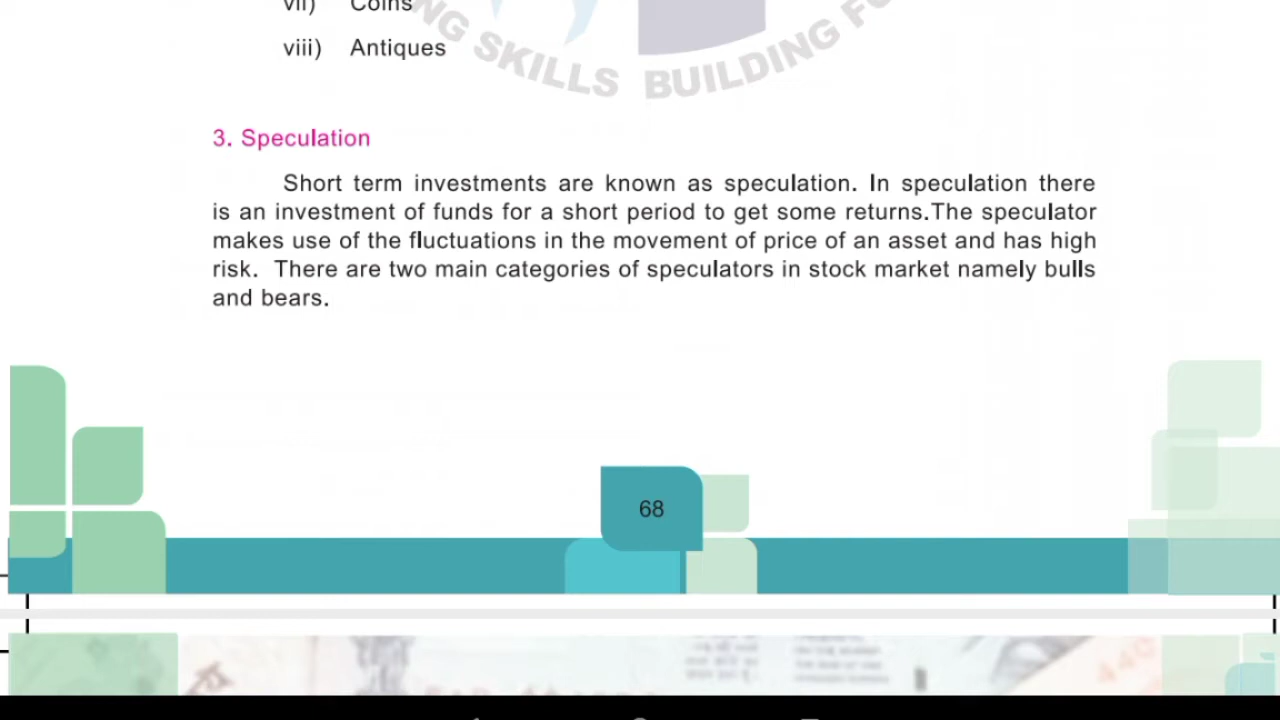 vii) Coins
viii) Antiques
NG SKILLS BUILDING FU
3. Speculation
Short term investments are known as speculation. In speculation there
is an investment of funds for a short period to get some returns.The speculator
makes use of the fluctuations in the movement of price of an asset and has high
risk. There are two main categories of speculators in stock market namely bulls
and bears.
68